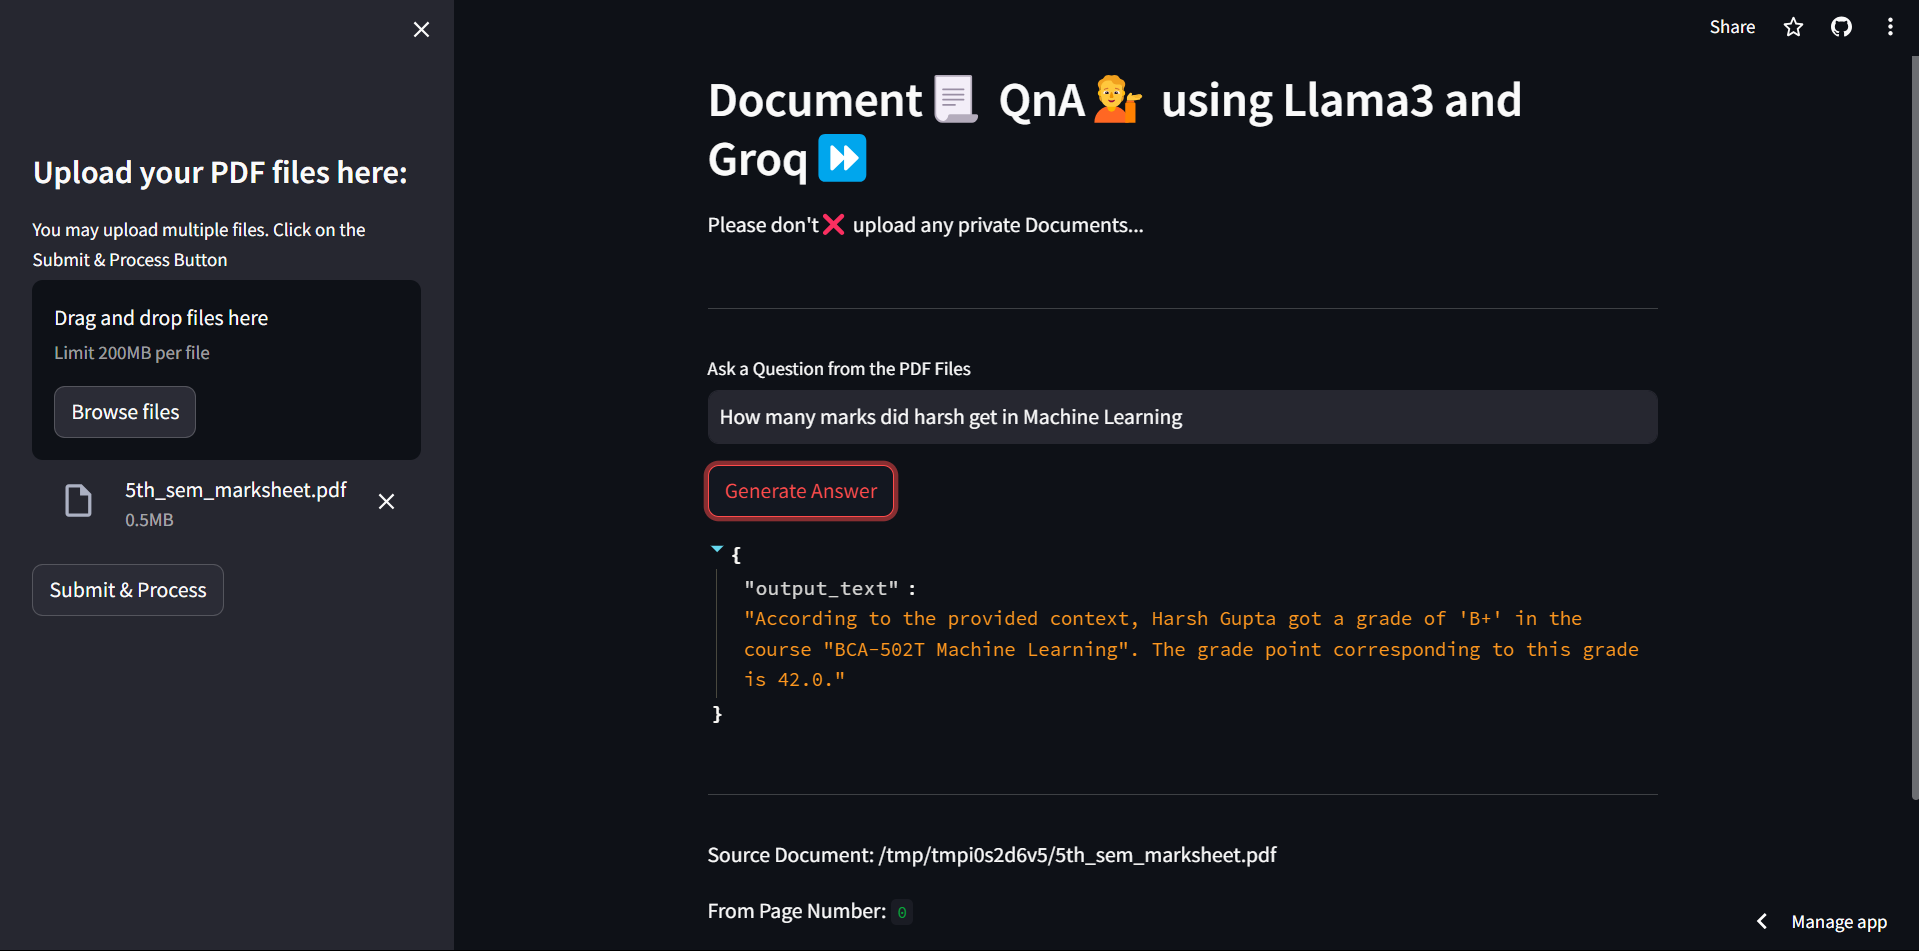 Upload your PDF files here:
You may upload multiple files. Click on the
Submit & Process Button
Drag and drop files here
Limit 200MB per file
Browse files
5th_sem_marksheet.pdf
0.5MB
Submit & Process
Share
Document📜 QnA💁 using Llama3 and
Groq⏩
Please don't❌ upload any private Documents...
Ask a Question from the PDF Files
How many marks did harsh get in Machine Learning
Generate Answer
{
"output_text" :
"According to the provided context, Harsh Gupta got a grade of 'B+' in the
course "BCA-502T Machine Learning". The grade point corresponding to this grade
is 42.0."
}
Source Document: /tmp/tmpi0s2d6v5/5th_sem_marksheet.pdf
From Page Number: 0
Manage app